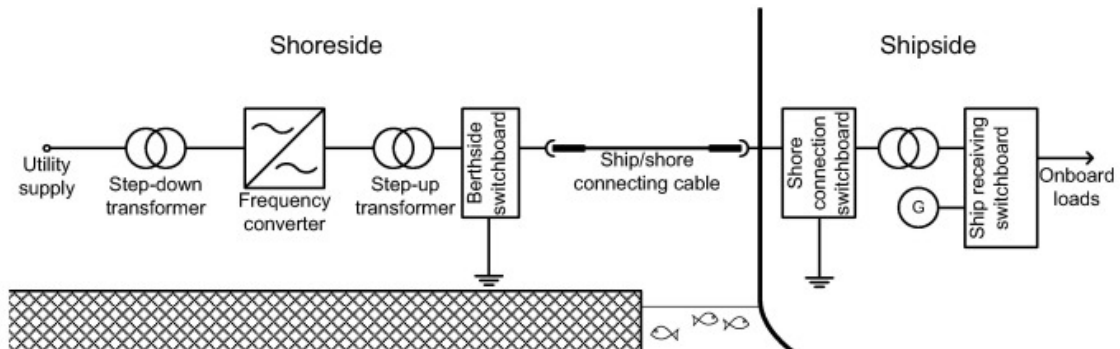 Shoreside
Shipside
Utility
supply
Step-down
transformer
Frequency
converter
Step-up
transformer
Berthside
switchboard
Ship/shore
connecting cable
Shore
connection
switchboard
G
Ship receiving
switchboard
Onboard
loads